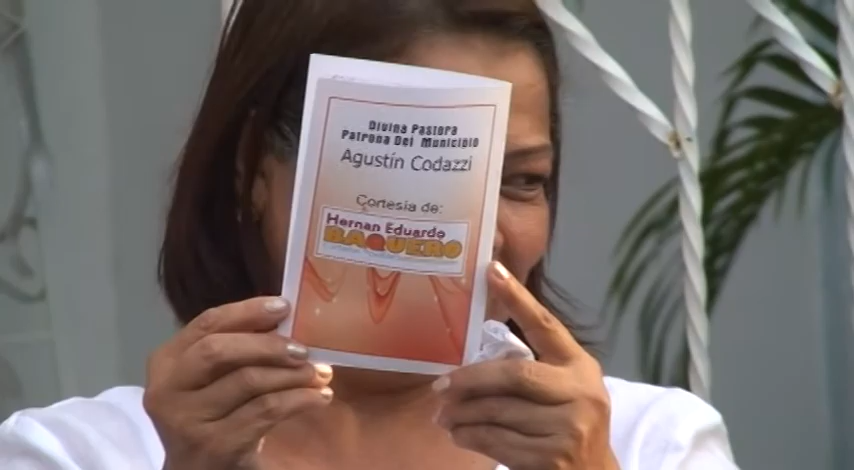 Divina Pastora
Patrona Del Municipio
Agustín Codazzi
Cortesía de:
Hernan Eduardo
BAQUERO